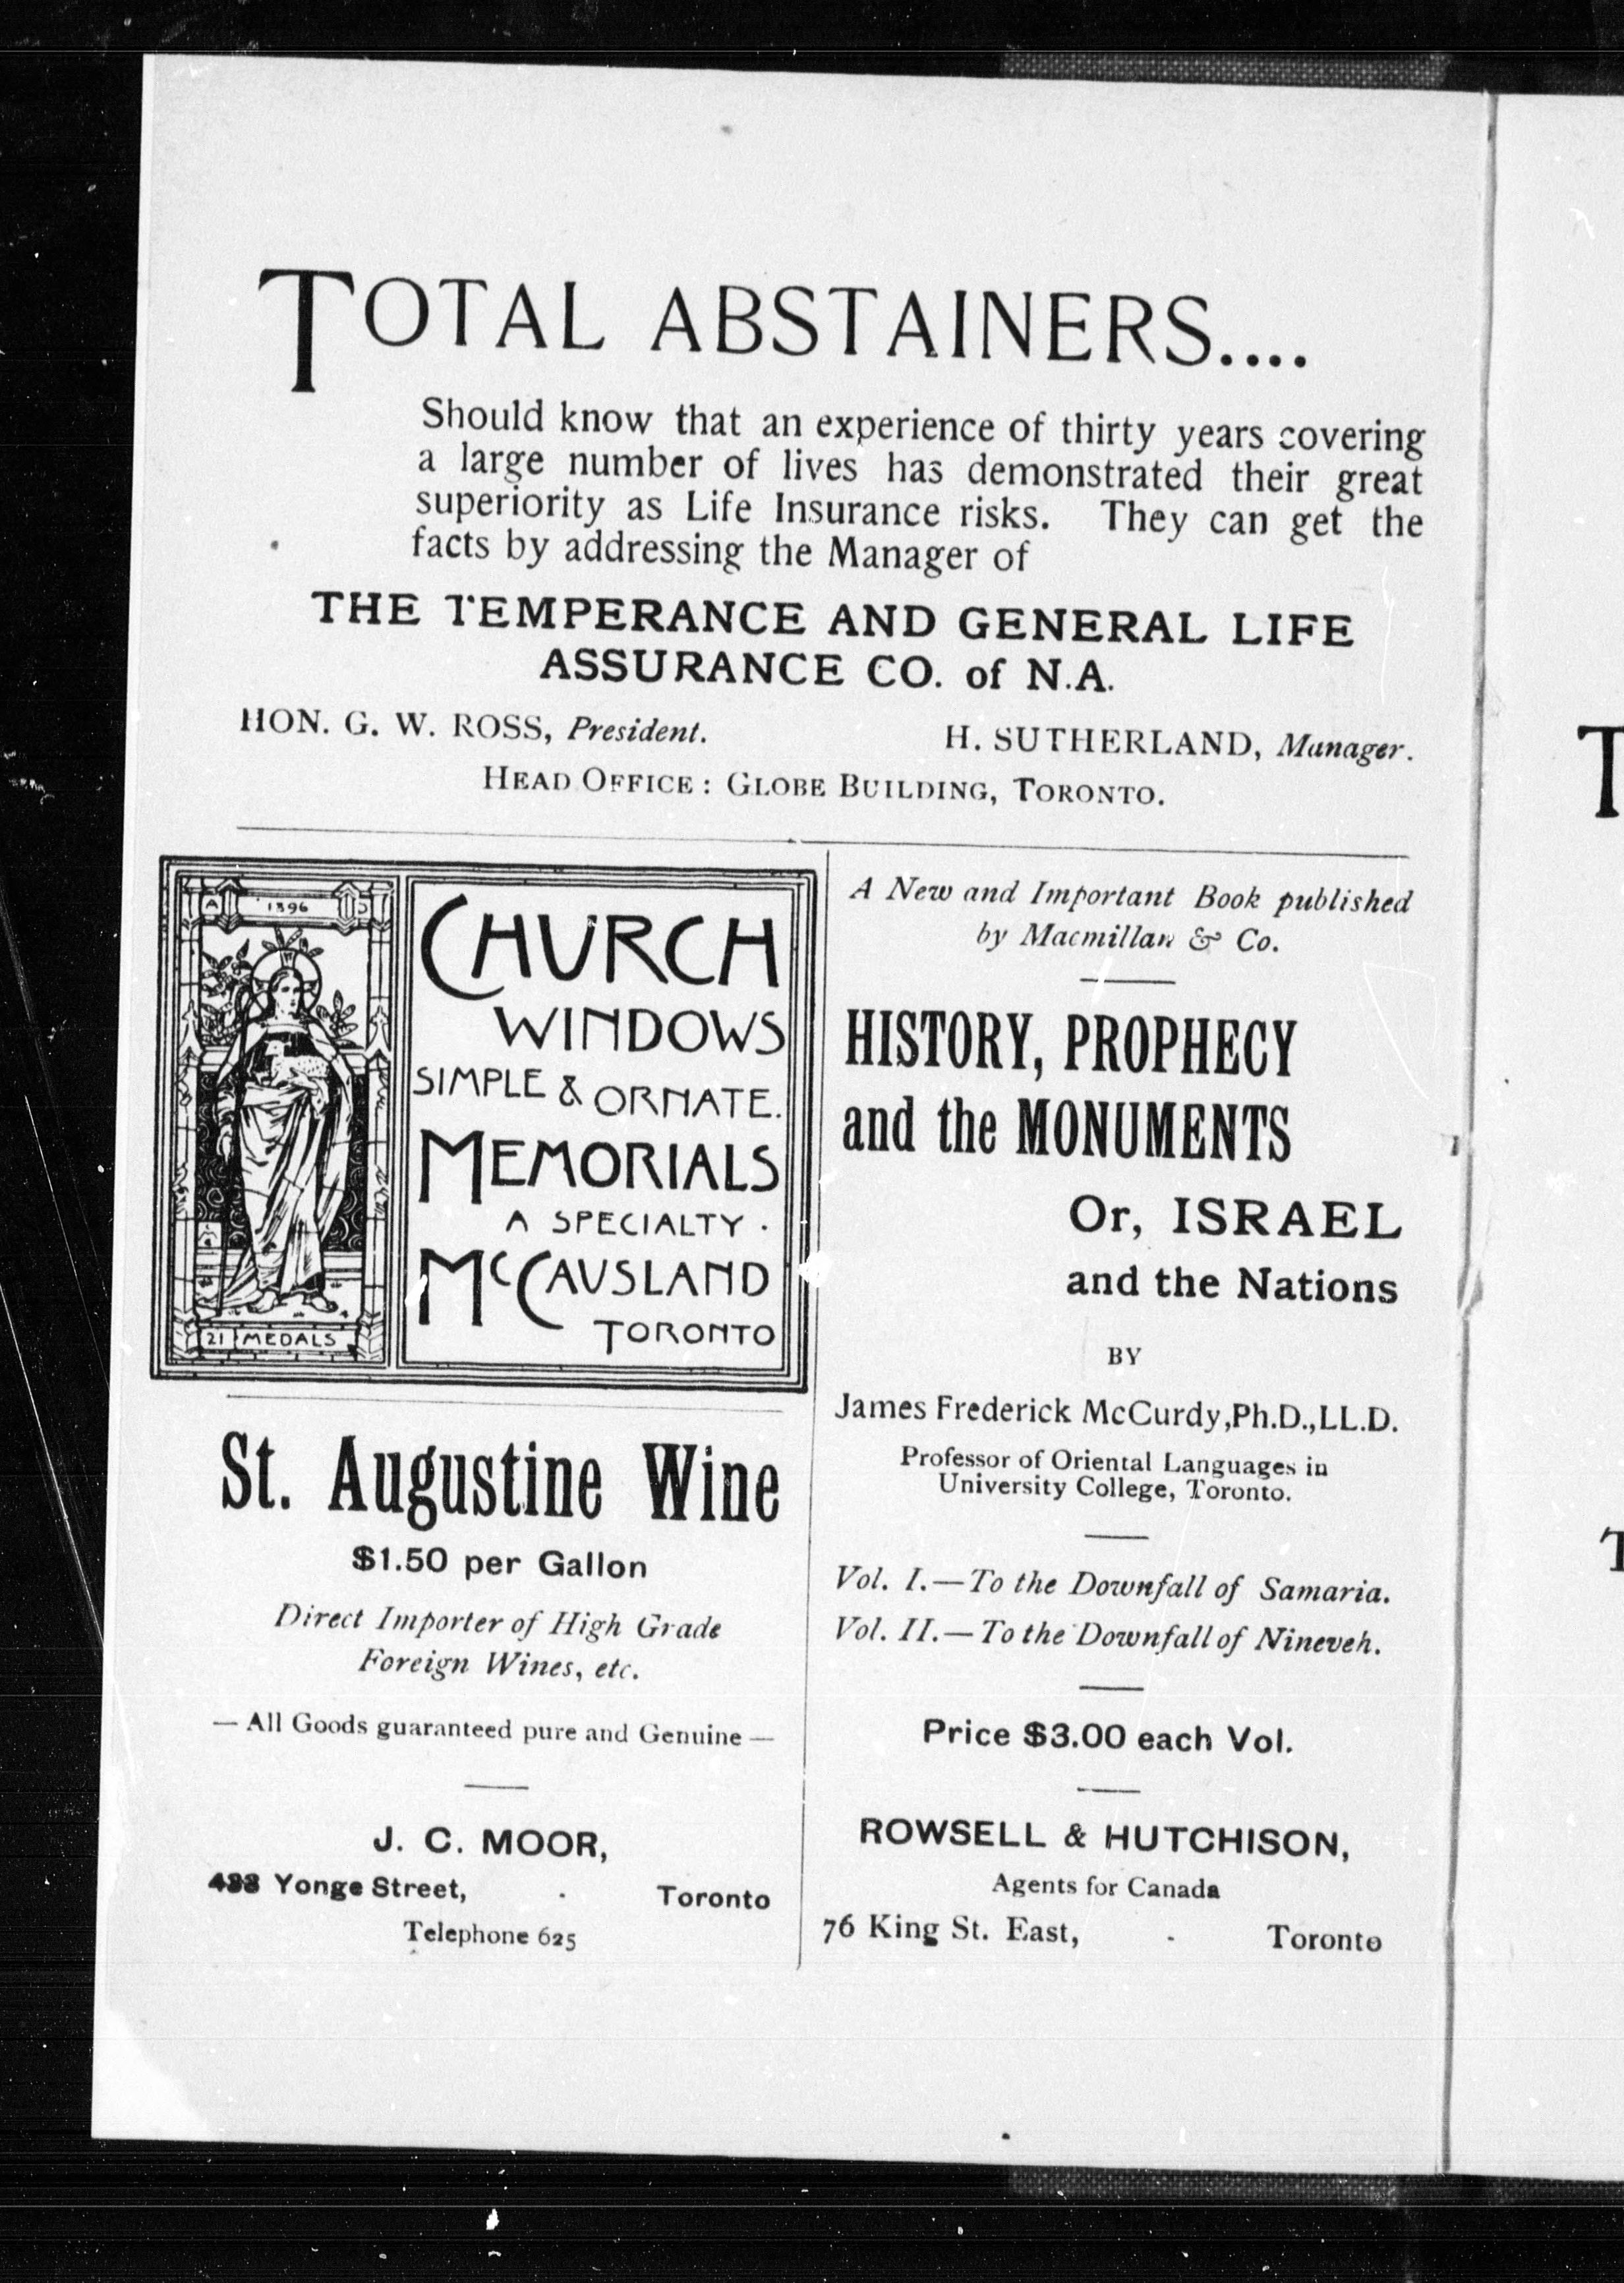 TOTAL ABSTAINERS....
Should know that an experience of thirty years covering
a large number of lives has demonstrated their great
superiority as Life Insurance risks. They can get the
facts by addressing the Manager of
THE TEMPERANCE AND GENERAL LIFE
ASSURANCE CO. of N.A.
HON. G. W. ROSS, President. H. SUTHERLAND, Manager.
HEAD OFFICE: GLOBE BUILDING, TORONTO.
A 1896 D
21 MEDALS
CHURCH
WINDOWS
SIMPLE & ORNATE.
MEMORIALS
A SPECIALTY.
McCAUSLAND
TORONTO
St. Augustine Wine
$1.50 per Gallon
Direct Importer of High Grade
Foreign Wines, etc.
— All Goods guaranteed pure and Genuine —
J. C. MOOR,
433 Yonge Street, . Toronto
Telephone 625
A New and Important Book published
by Macmillan & Co.
HISTORY, PROPHECY
and the MONUMENTS
Or, ISRAEL
and the Nations
BY
James Frederick McCurdy, Ph.D., LL.D.
Professor of Oriental Languages in
University College, Toronto.
Vol. I.—To the Downfall of Samaria.
Vol. II.—To the Downfall of Nineveh.
Price $3.00 each Vol.
ROWSELL & HUTCHISON,
Agents for Canada
76 King St. East, - Toronto
T
T